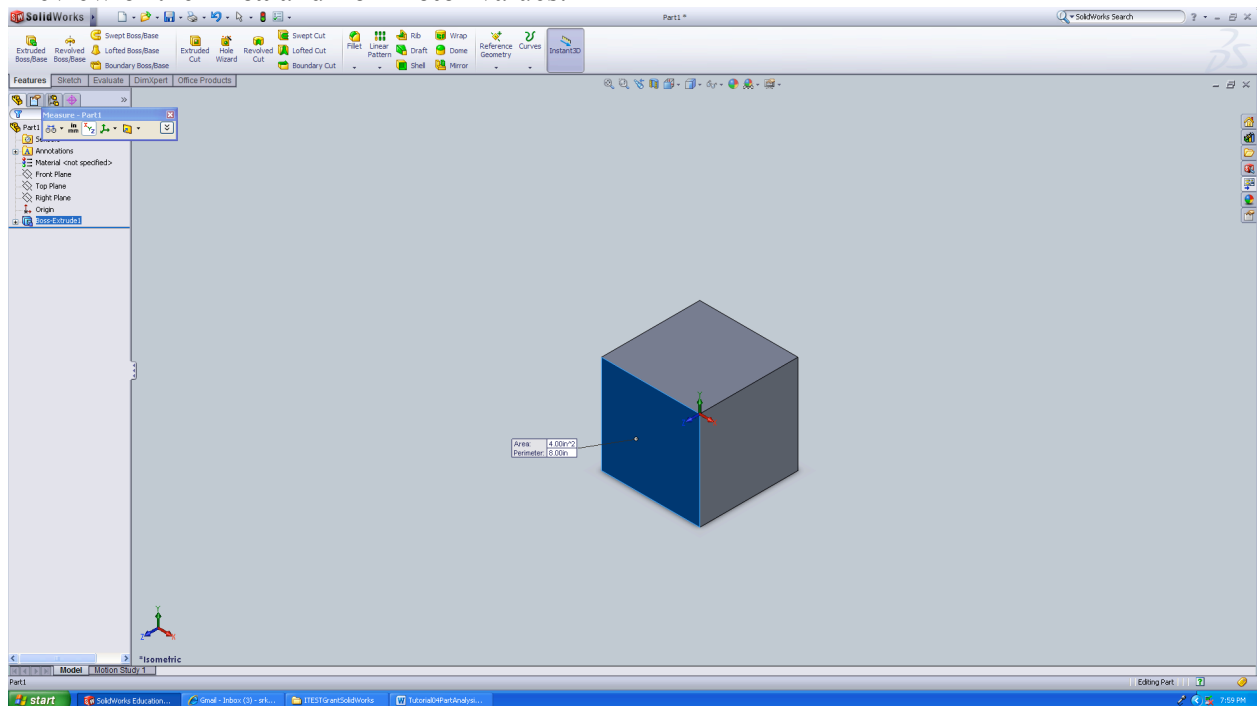 SolidWorks
Part1 *
SolidWorks Search
Extruded Boss/Base
Revolved Boss/Base
Swept Boss/Base
Lofted Boss/Base
Boundary Boss/Base
Extruded Cut
Hole Wizard
Revolved Cut
Swept Cut
Lofted Cut
Boundary Cut
Fillet
Linear Pattern
Rib
Draft
Shell
Wrap
Dome
Mirror
Reference Geometry
Curves
Instant3D
Features Sketch Evaluate DimXpert Office Products
Measure - Part1
in
mm
Part1
Annotations
Material <not specified>
Front Plane
Top Plane
Right Plane
Origin
Boss-Extrude1
Area: 4.00in^2
Perimeter: 8.00in
Y
Y
Z X
*Isometric
Model Motion Study 1
Part1
Editing Part
start
SolidWorks Education...
Gmail - Inbox (3) - srk...
ITESTGrantSolidWorks
Tutorial04PartAnalysi...
7:59 PM